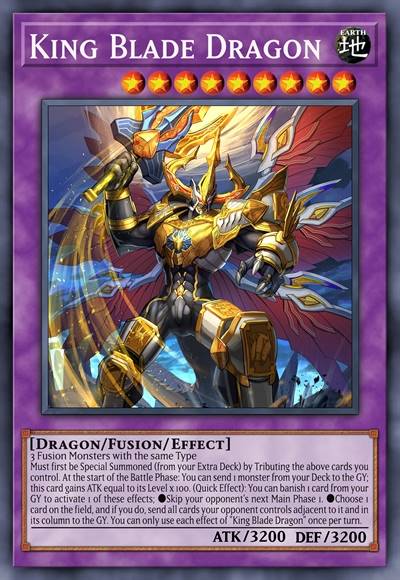 King Blade Dragon
EARTH
地
[Dragon/Fusion/Effect]
3 Fusion Monsters with the same Type
Must first be Special Summoned (from your Extra Deck) by Tributing the above cards you
control. At the start of the Battle Phase: You can send 1 monster from your Deck to the GY;
this card gains ATK equal to its Level x 100. (Quick Effect): You can banish 1 card from your
GY to activate 1 of these effects; ●Skip your opponent's next Main Phase 1. ●Choose 1
card on the field, and if you do, send all cards your opponent controls adjacent to it and in
its column to the GY. You can only use each effect of "King Blade Dragon" once per turn.
ATK/3200 DEF/3200